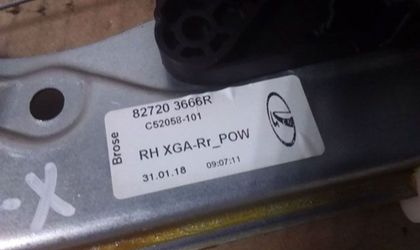 Brose
82720 3666R
C52058-101
RH XGA-Rr_POW
31.01.18 09:07:11
-X